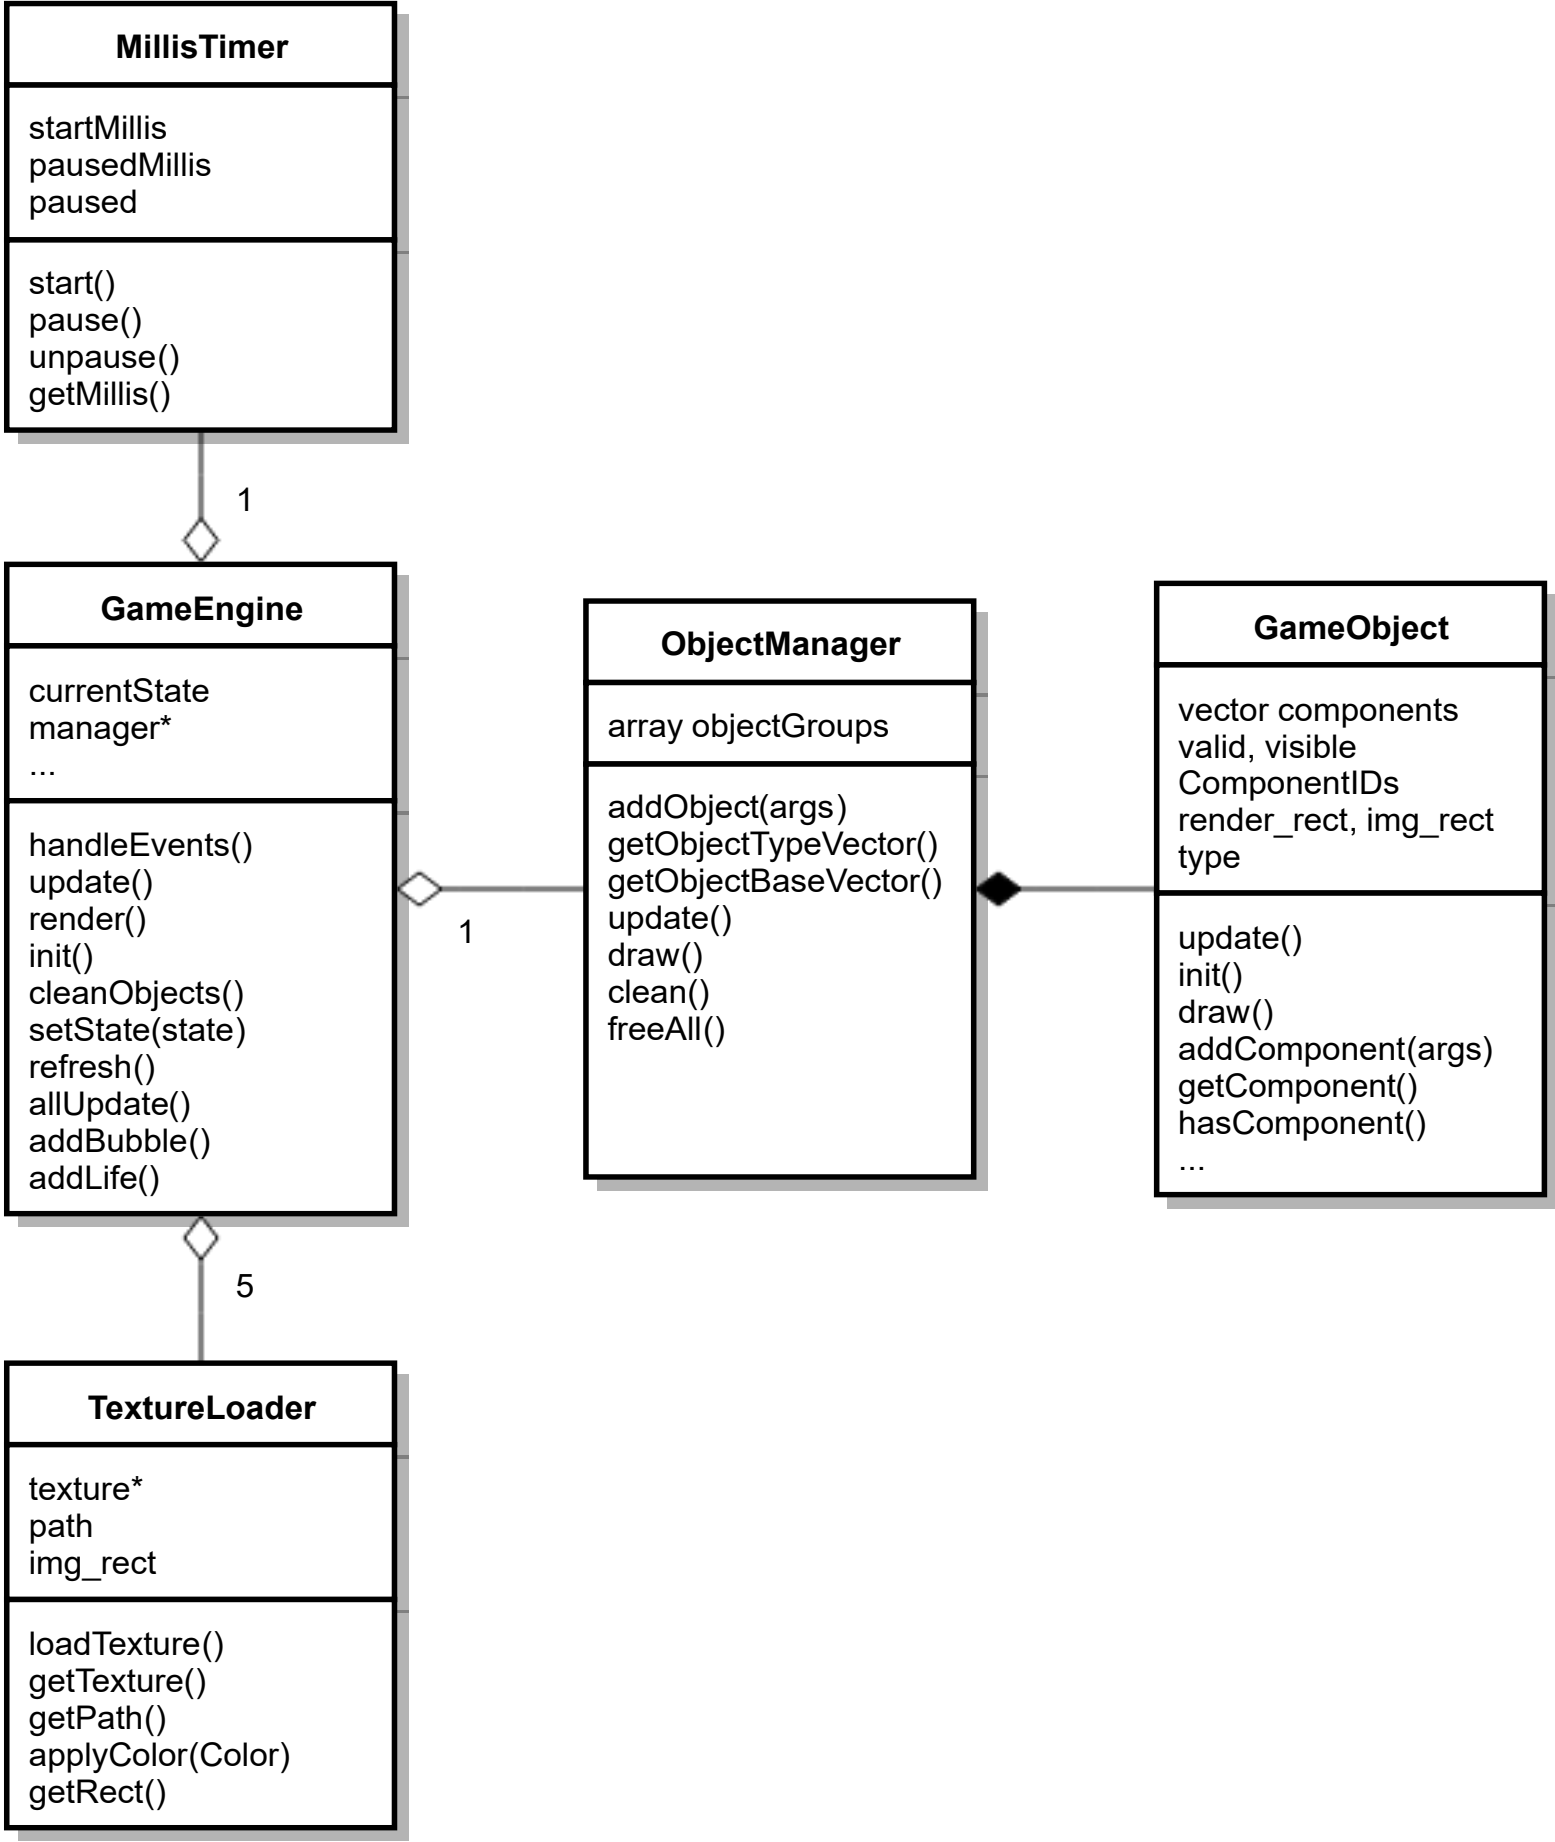 MillisTimer
startMillis
pausedMillis
paused
start()
pause()
unpause()
getMillis()
1
GameEngine
currentState
manager*
...
handleEvents()
update()
render()
init()
cleanObjects()
setState(state)
refresh()
allUpdate()
addBubble()
addLife()
1
ObjectManager
array objectGroups
addObject(args)
getObjectTypeVector()
getObjectBaseVector()
update()
draw()
clean()
freeAll()
GameObject
vector components
valid, visible
ComponentIDs
render_rect, img_rect
type
update()
init()
draw()
addComponent(args)
getComponent()
hasComponent()
...
5
TextureLoader
texture*
path
img_rect
loadTexture()
getTexture()
getPath()
applyColor(Color)
getRect()